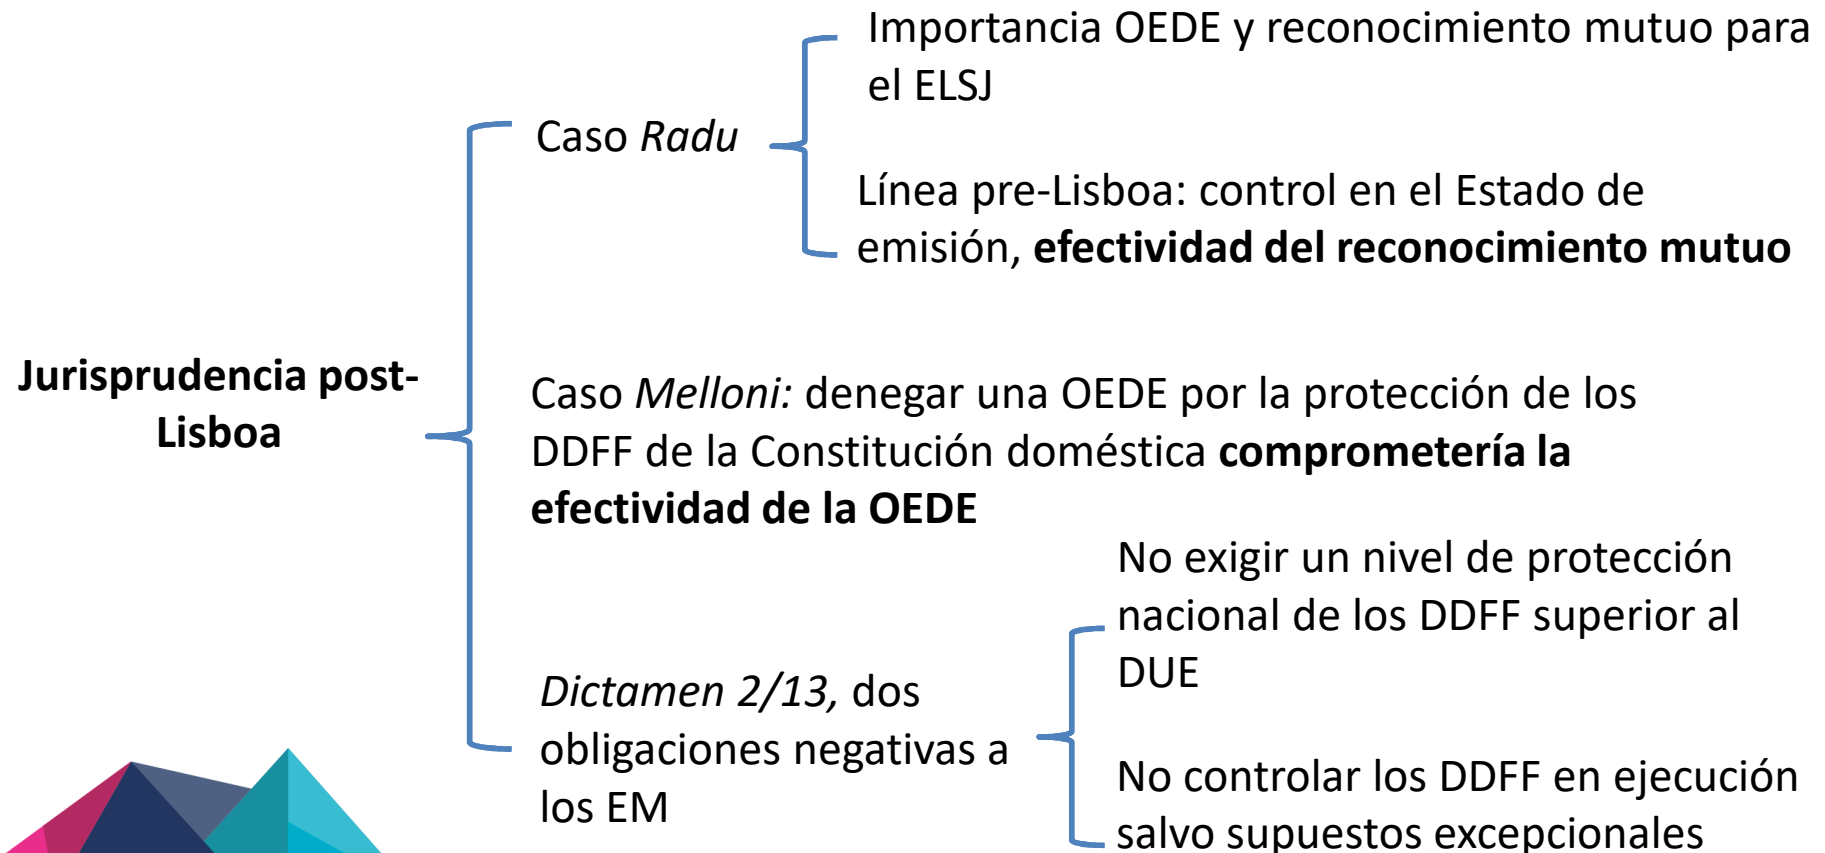 Jurisprudencia post-
Lisboa
Caso Radu
Importancia OEDE y reconocimiento mutuo para
el ELSJ
Línea pre-Lisboa: control en el Estado de
emisión, efectividad del reconocimiento mutuo
Caso Melloni: denegar una OEDE por la protección de los
DDFF de la Constitución doméstica comprometería la
efectividad de la OEDE
Dictamen 2/13, dos
obligaciones negativas a
los EM
No exigir un nivel de protección
nacional de los DDFF superior al
DUE
No controlar los DDFF en ejecución
salvo supuestos excepcionales